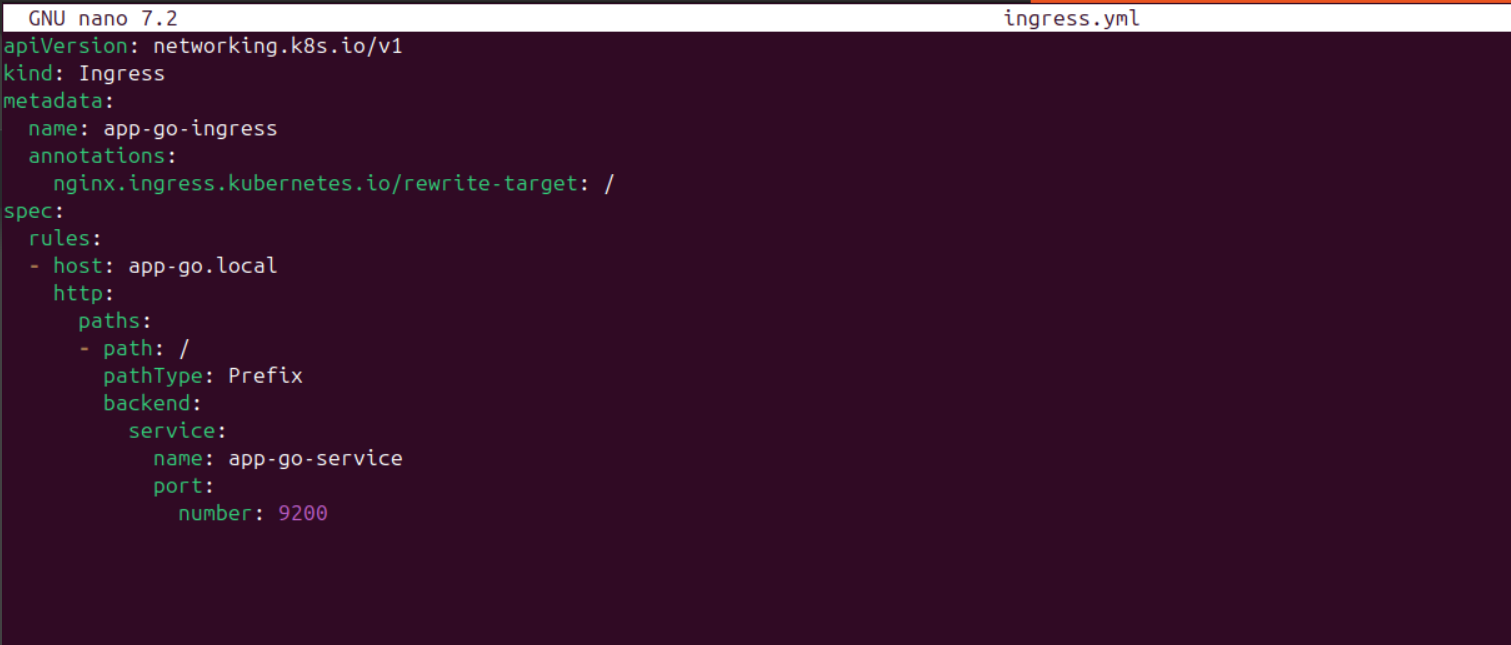 GNU nano 7.2 ingress.yml
apiVersion: networking.k8s.io/v1
kind: Ingress
metadata:
  name: app-go-ingress
  annotations:
    nginx.ingress.kubernetes.io/rewrite-target: /
spec:
  rules:
  - host: app-go.local
    http:
      paths:
      - path: /
        pathType: Prefix
        backend:
          service:
            name: app-go-service
            port:
              number: 9200